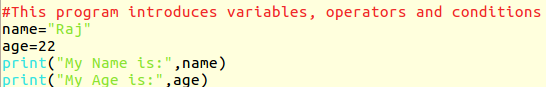 #This program introduces variables, operators and conditions
name="Raj"
age=22
print("My Name is:",name)
print("My Age is:",age)